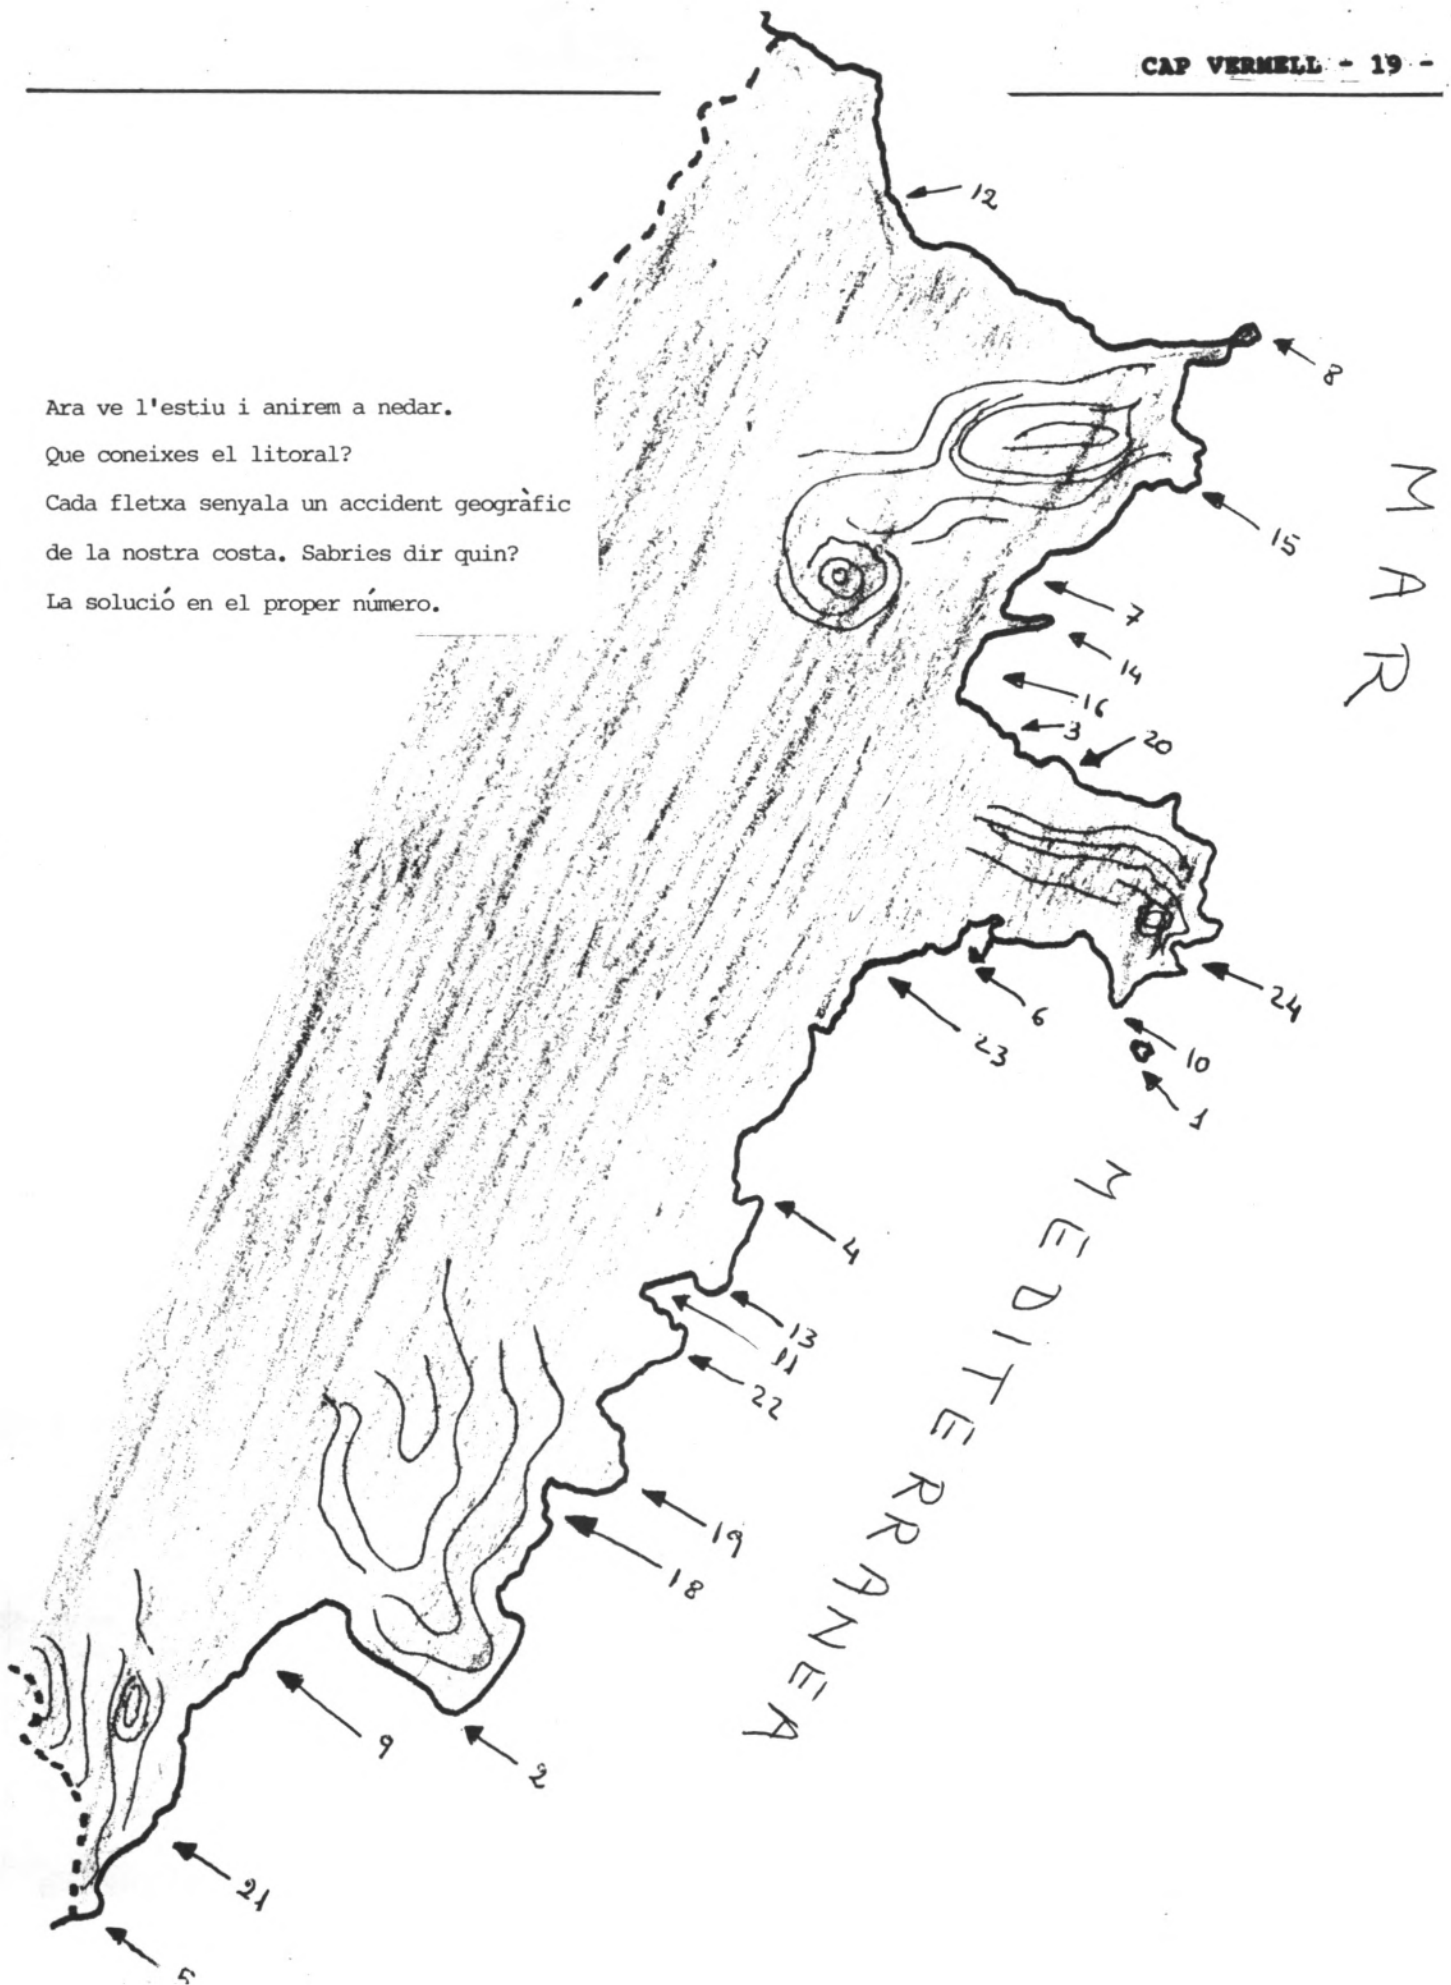 CAP VERMELL - 19 -
12
8
Ara ve l'estiu i anirem a nedar.
Que coneixes el litoral?
Cada fletxa senyala un accident geogràfic
de la nostra costa. Sabries dir quin?
La solució en el proper número.
15
MAR
7
14
16
3
20
24
6
23
10
1
4
13
11
22
MEDITERRANEA
19
18
9
2
21
5